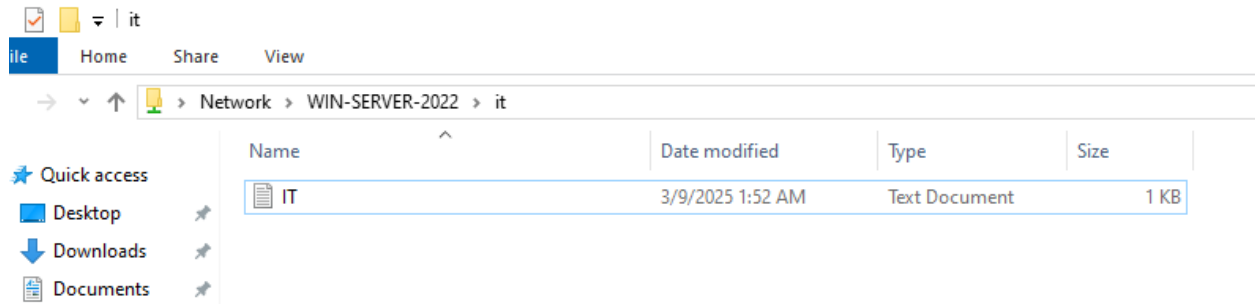 it
ile Home Share View
Network > WIN-SERVER-2022 > it
Name Date modified Type Size
Quick access
IT 3/9/2025 1:52 AM Text Document 1 KB
Desktop
Downloads
Documents